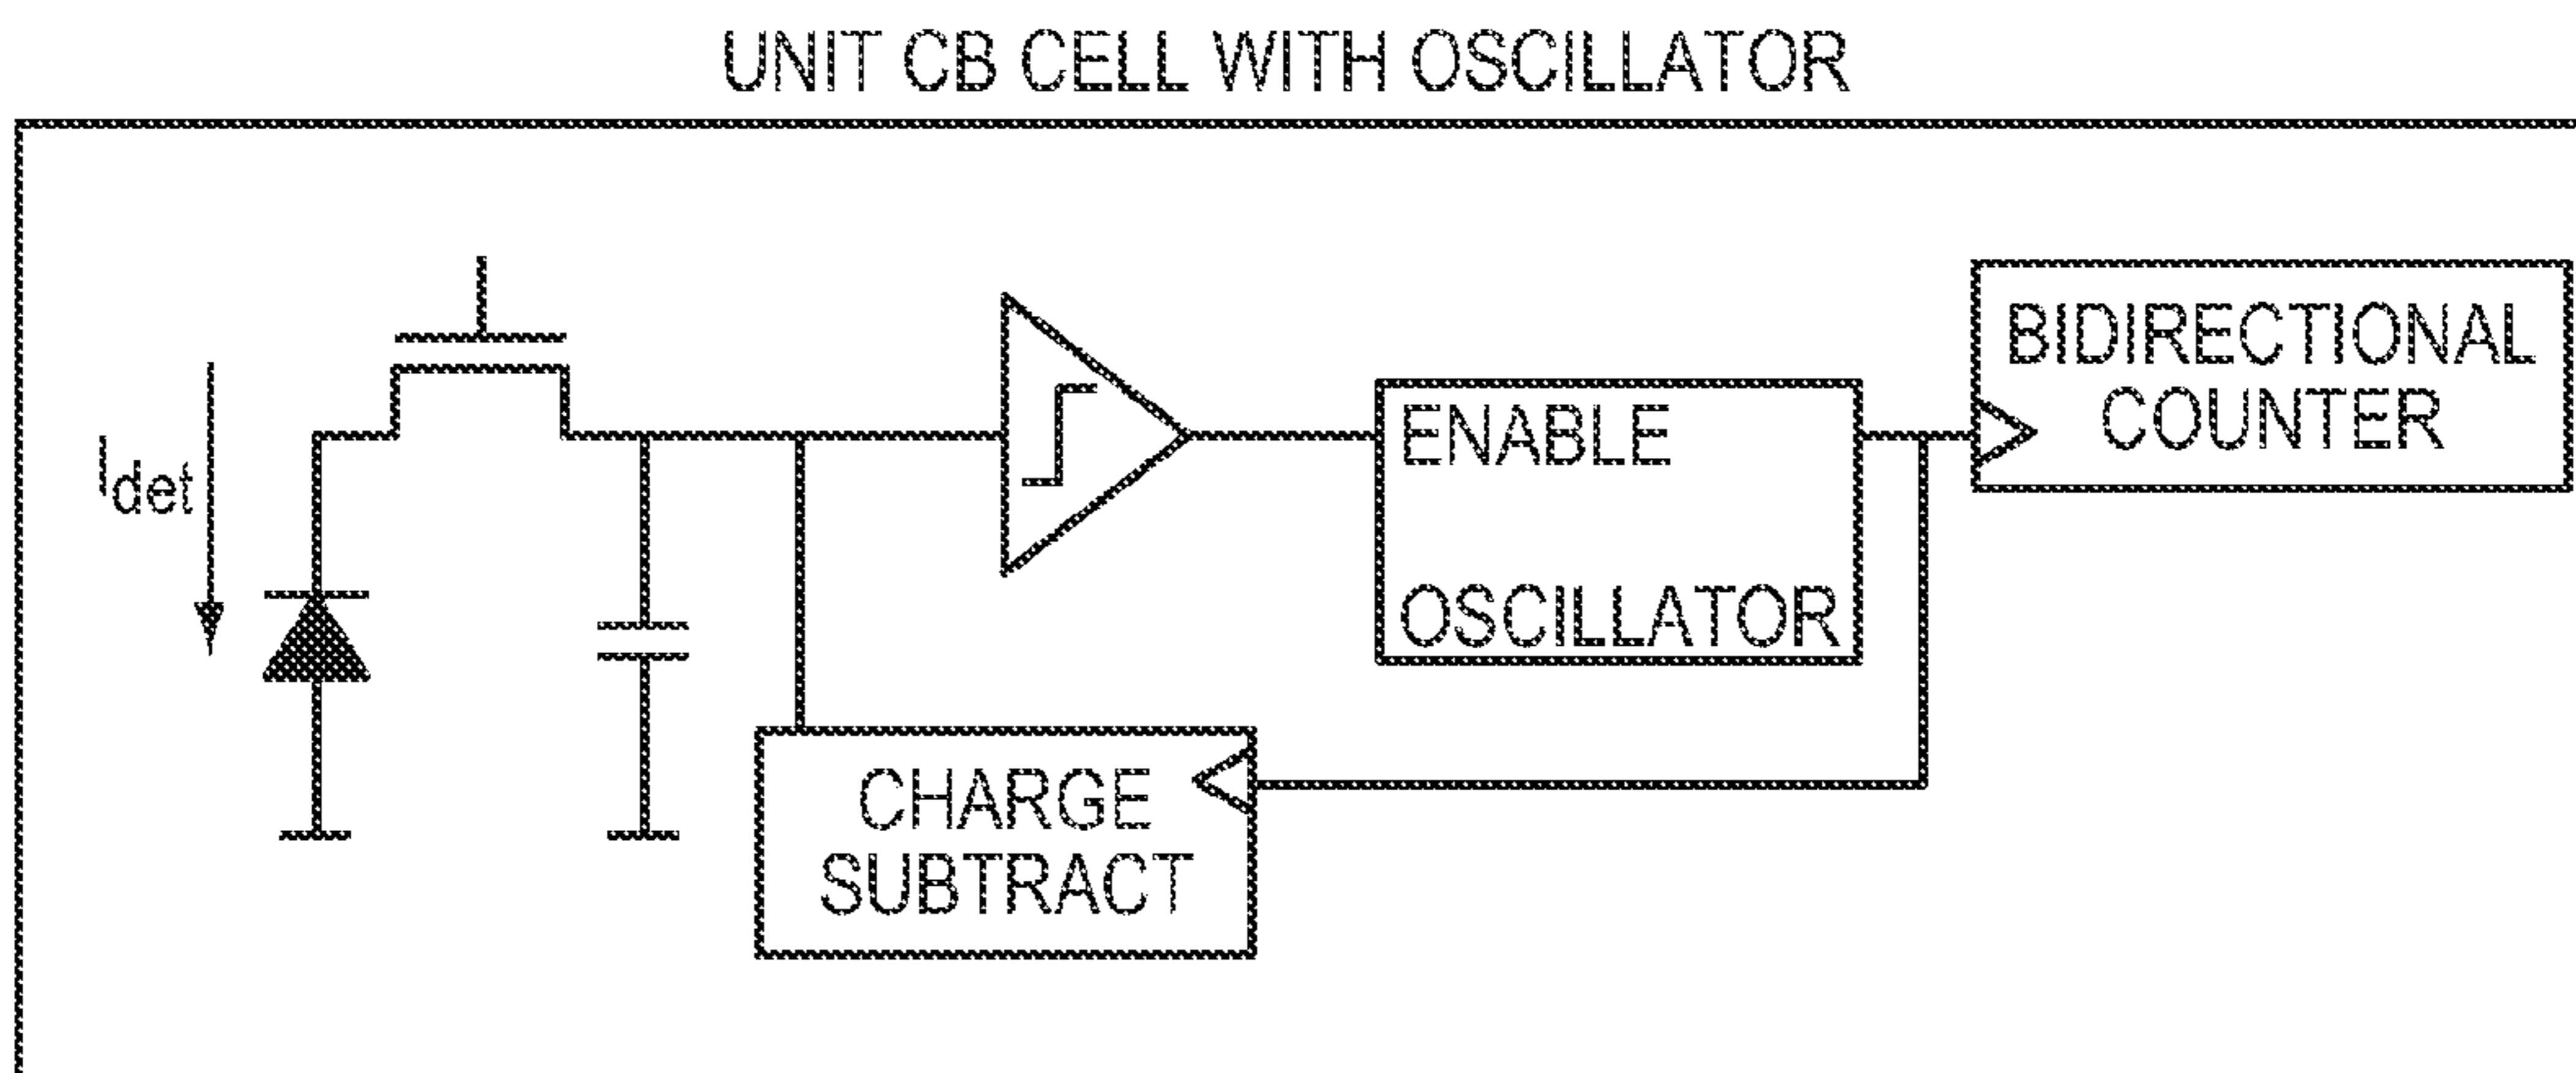 UNIT CB CELL WITH OSCILLATOR
Idet
ENABLE
OSCILLATOR
BIDIRECTIONAL
COUNTER
CHARGE
SUBTRACT